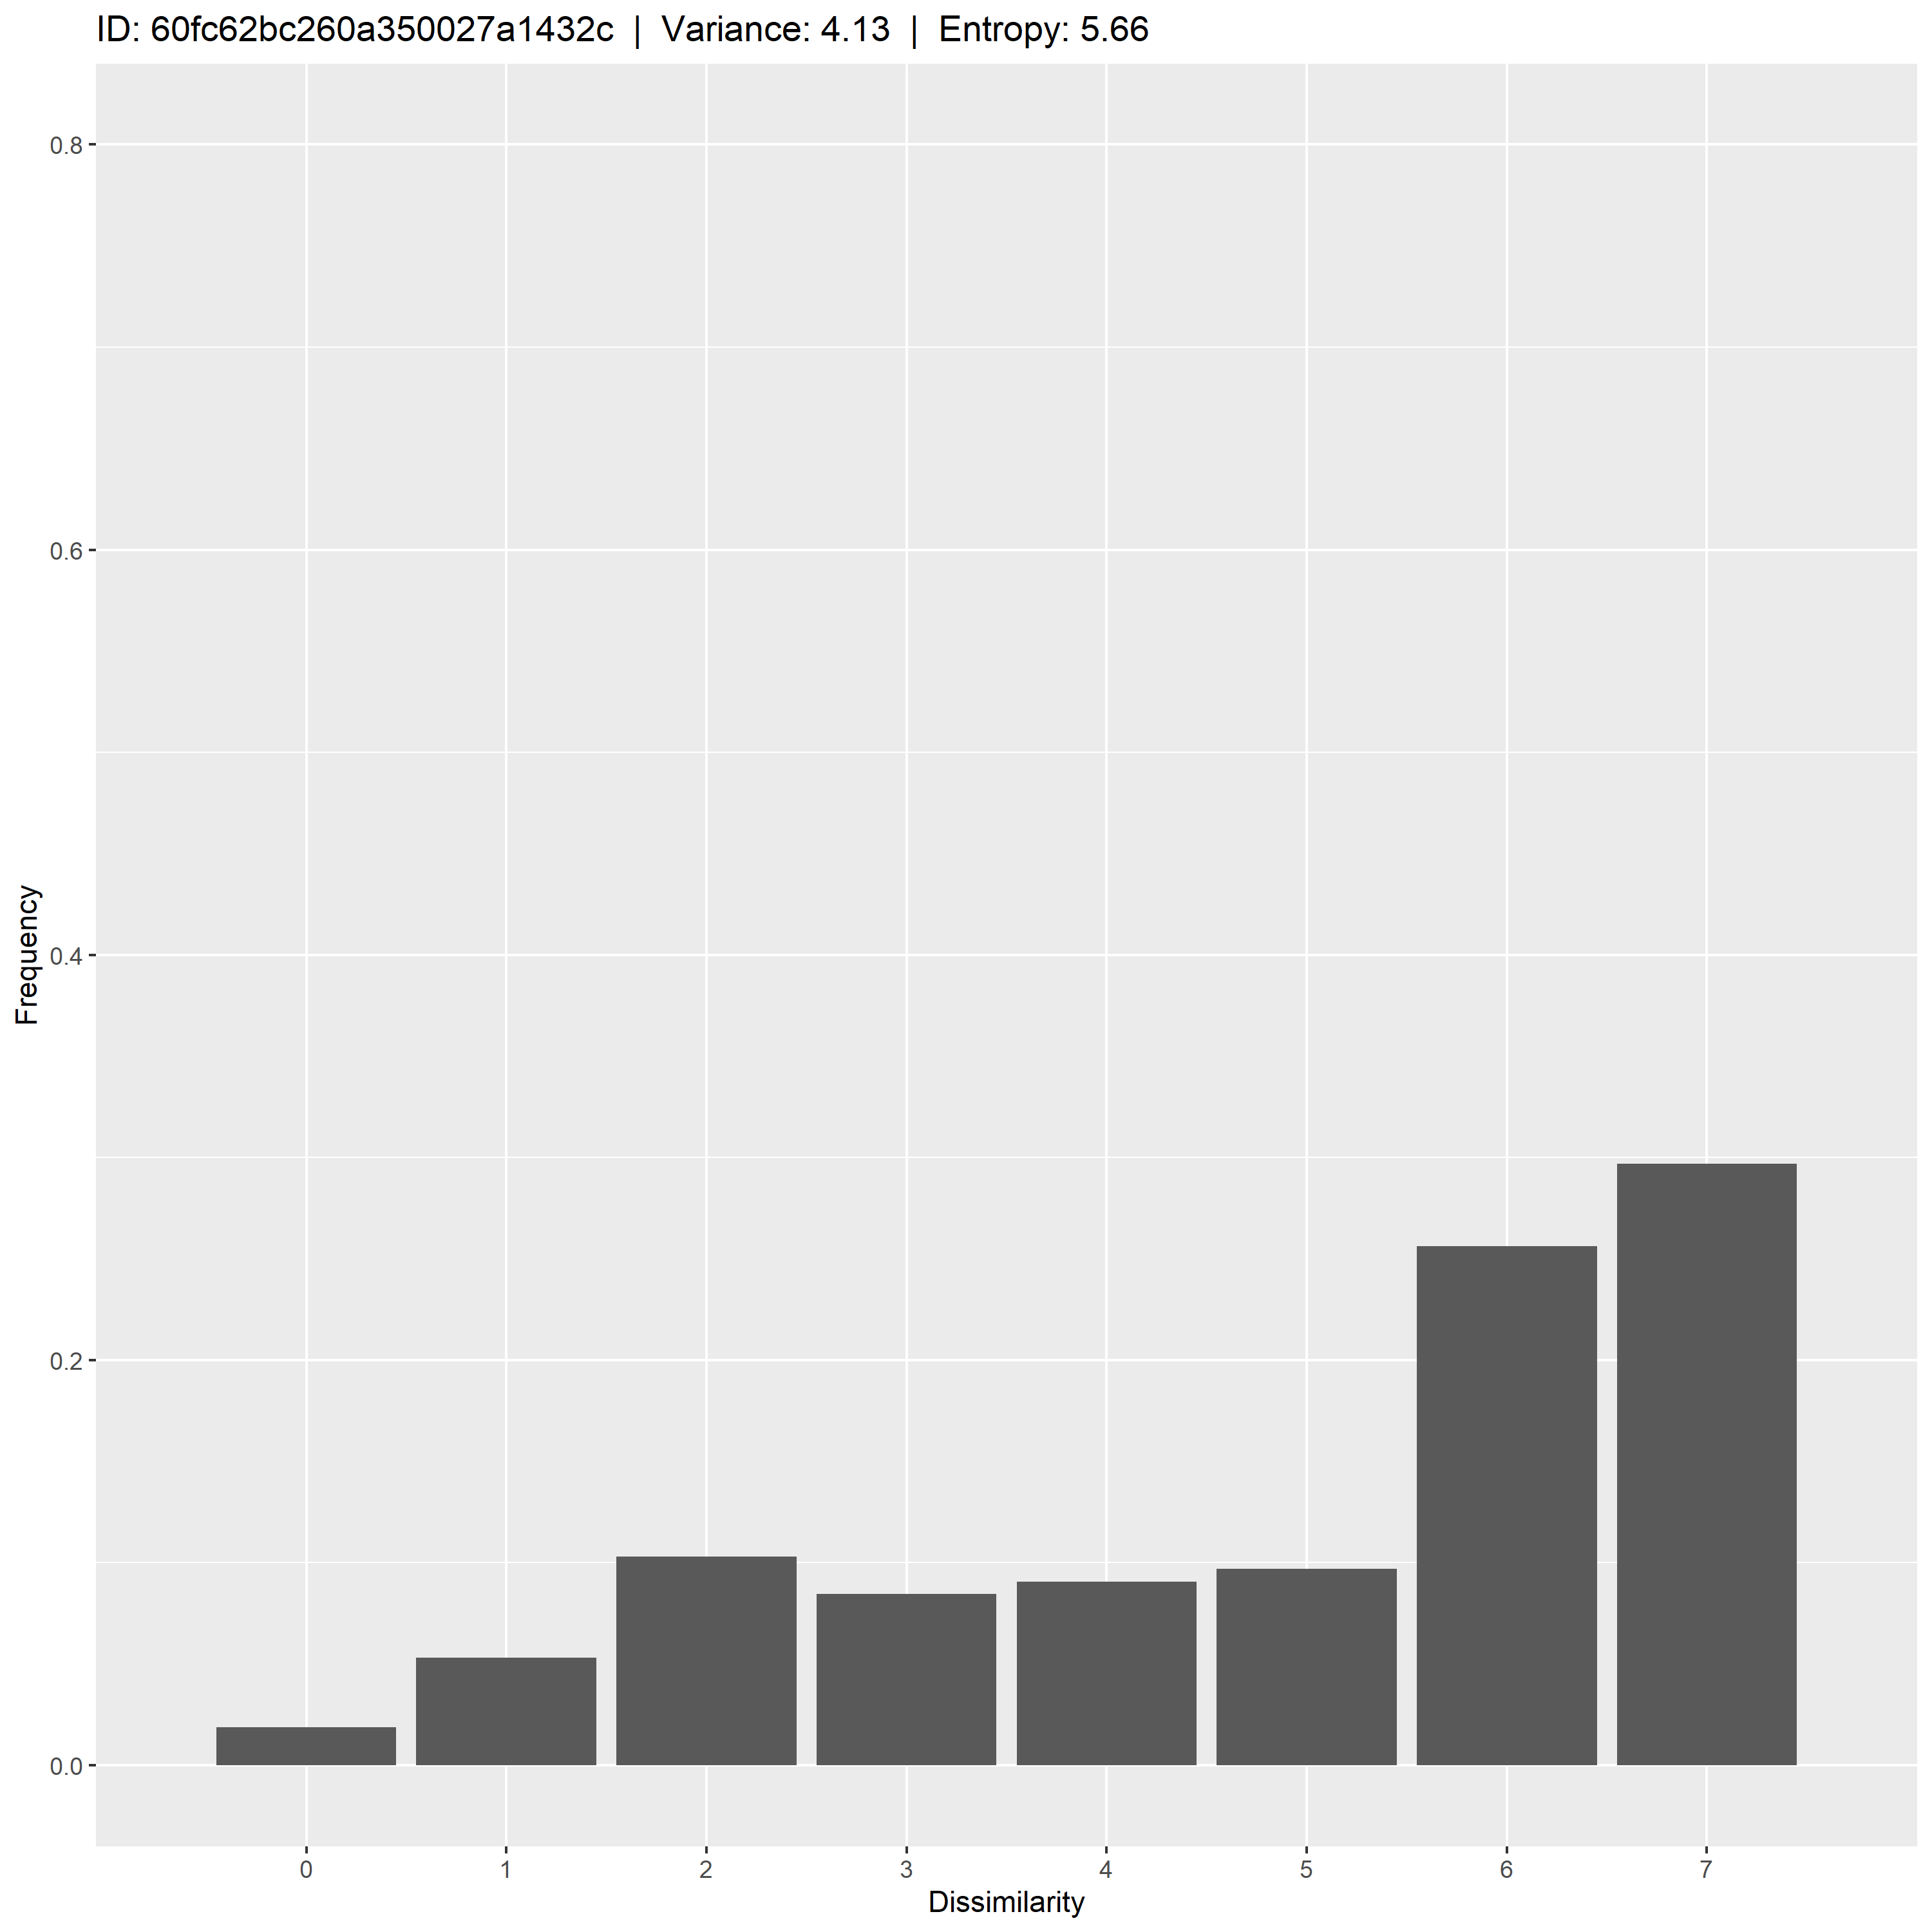 ID: 60fc62bc260a350027a1432c | Variance: 4.13 | Entropy: 5.66
0.8
0.6
0.4
0.2
0.0
Frequency
0 1 2 3 4 5 6 7
Dissimilarity